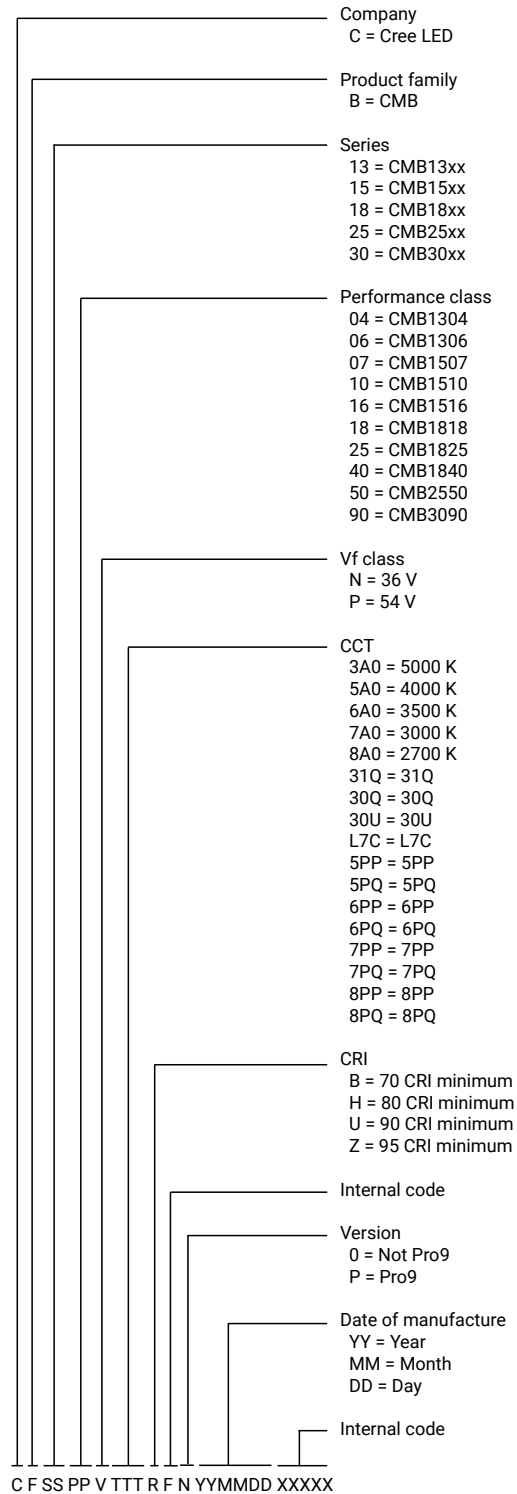 Company
C = Cree LED
Product family
B = CMB
Series
13 = CMB13xx
15 = CMB15xx
18 = CMB18xx
25 = CMB25xx
30 = CMB30xx
Performance class
04 = CMB1304
06 = CMB1306
07 = CMB1507
10 = CMB1510
16 = CMB1516
18 = CMB1818
25 = CMB1825
40 = CMB1840
50 = CMB2550
90 = CMB3090
Vf class
N = 36 V
P = 54 V
CCT
3A0 = 5000 K
5A0 = 4000 K
6A0 = 3500 K
7A0 = 3000 K
8A0 = 2700 K
31Q = 31Q
30Q = 30Q
30U = 30U
L7C = L7C
5PP = 5PP
5PQ = 5PQ
6PP = 6PP
6PQ = 6PQ
7PP = 7PP
7PQ = 7PQ
8PP = 8PP
8PQ = 8PQ
CRI
B = 70 CRI minimum
H = 80 CRI minimum
U = 90 CRI minimum
Z = 95 CRI minimum
Internal code
Version
0 = Not Pro9
P = Pro9
Date of manufacture
YY = Year
MM = Month
DD = Day
Internal code
C F SS PP V TTT R F N YYMMDD XXXXX